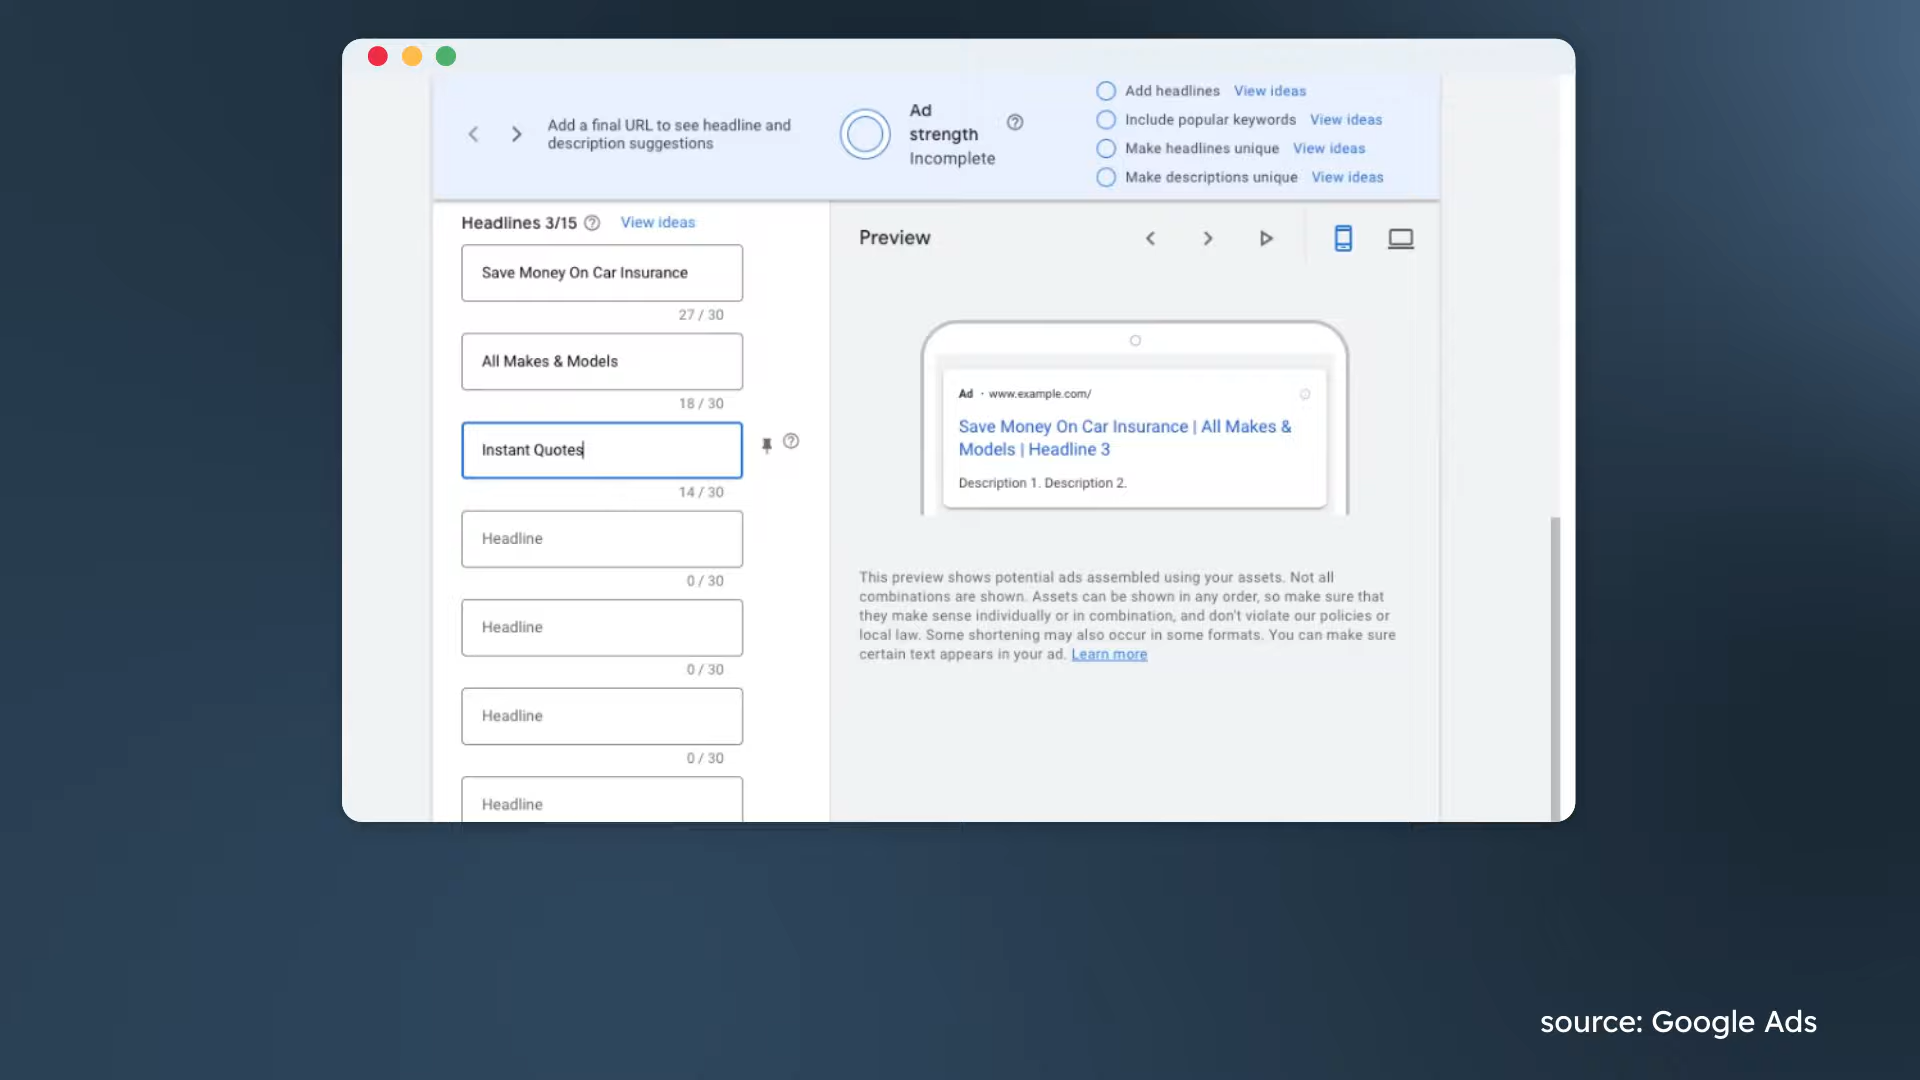 Add a final URL to see headline and
description suggestions
Ad
strength
Incomplete
Add headlines View ideas
Include popular keywords View ideas
Make headlines unique View ideas
Make descriptions unique View ideas
Headlines 3/15 View ideas
Save Money On Car Insurance
27 / 30
All Makes & Models
18 / 30
Instant Quotes
14 / 30
Headline
0 / 30
Headline
0 / 30
Headline
0 / 30
Headline
Preview
Ad · www.example.com/
Save Money On Car Insurance | All Makes &
Models | Headline 3
Description 1. Description 2.
This preview shows potential ads assembled using your assets. Not all
combinations are shown. Assets can be shown in any order, so make sure that
they make sense individually or in combination, and don't violate our policies or
local law. Some shortening may also occur in some formats. You can make sure
certain text appears in your ad. Learn more
source: Google Ads